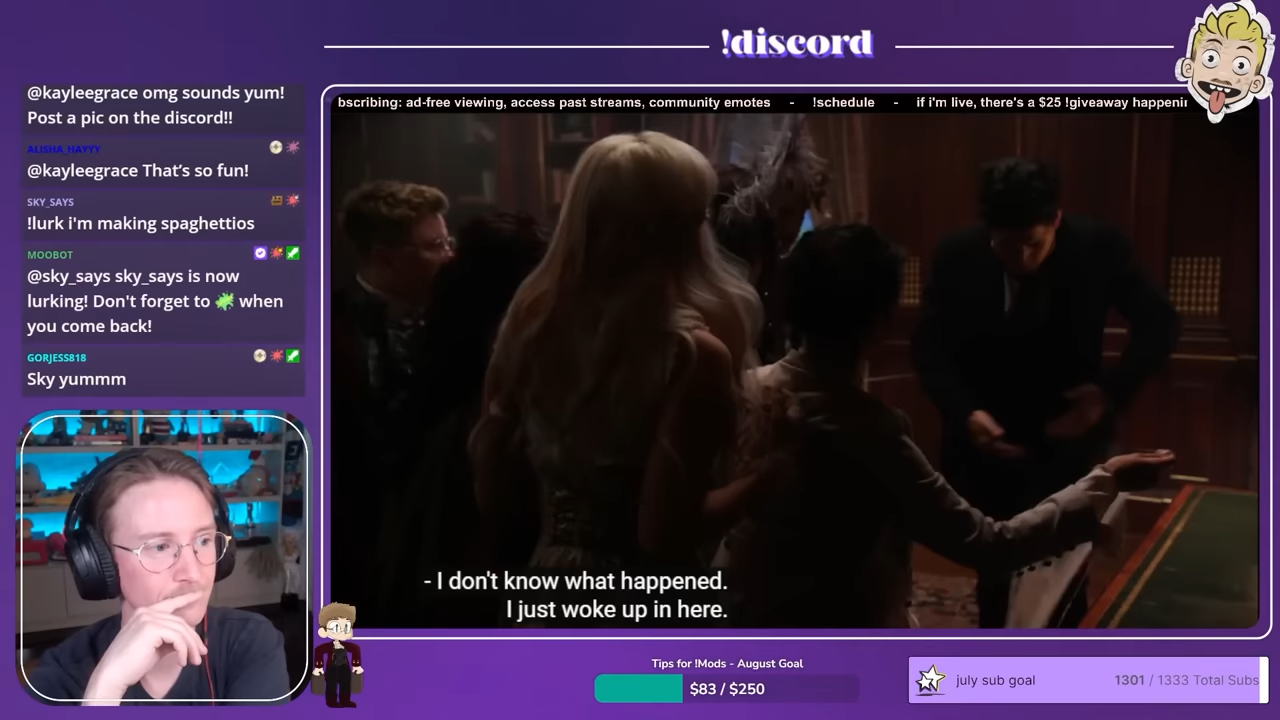 !discord
@kayleegrace omg sounds yum!
Post a pic on the discord!!
ALISHA_HAYYY
@kayleegrace That’s so fun!
SKY_SAYS
!lurk i'm making spaghettios
MOOBOT
@sky_says sky_says is now
lurking! Don't forget to when
you come back!
GORJESS818
Sky yummm
bscribing: ad-free viewing, access past streams, community emotes - !schedule - if i'm live, there's a $25 !giveaway happenin
- I don't know what happened.
I just woke up in here.
Tips for !Mods - August Goal
$83 / $250
july sub goal 1301 / 1333 Total Subs